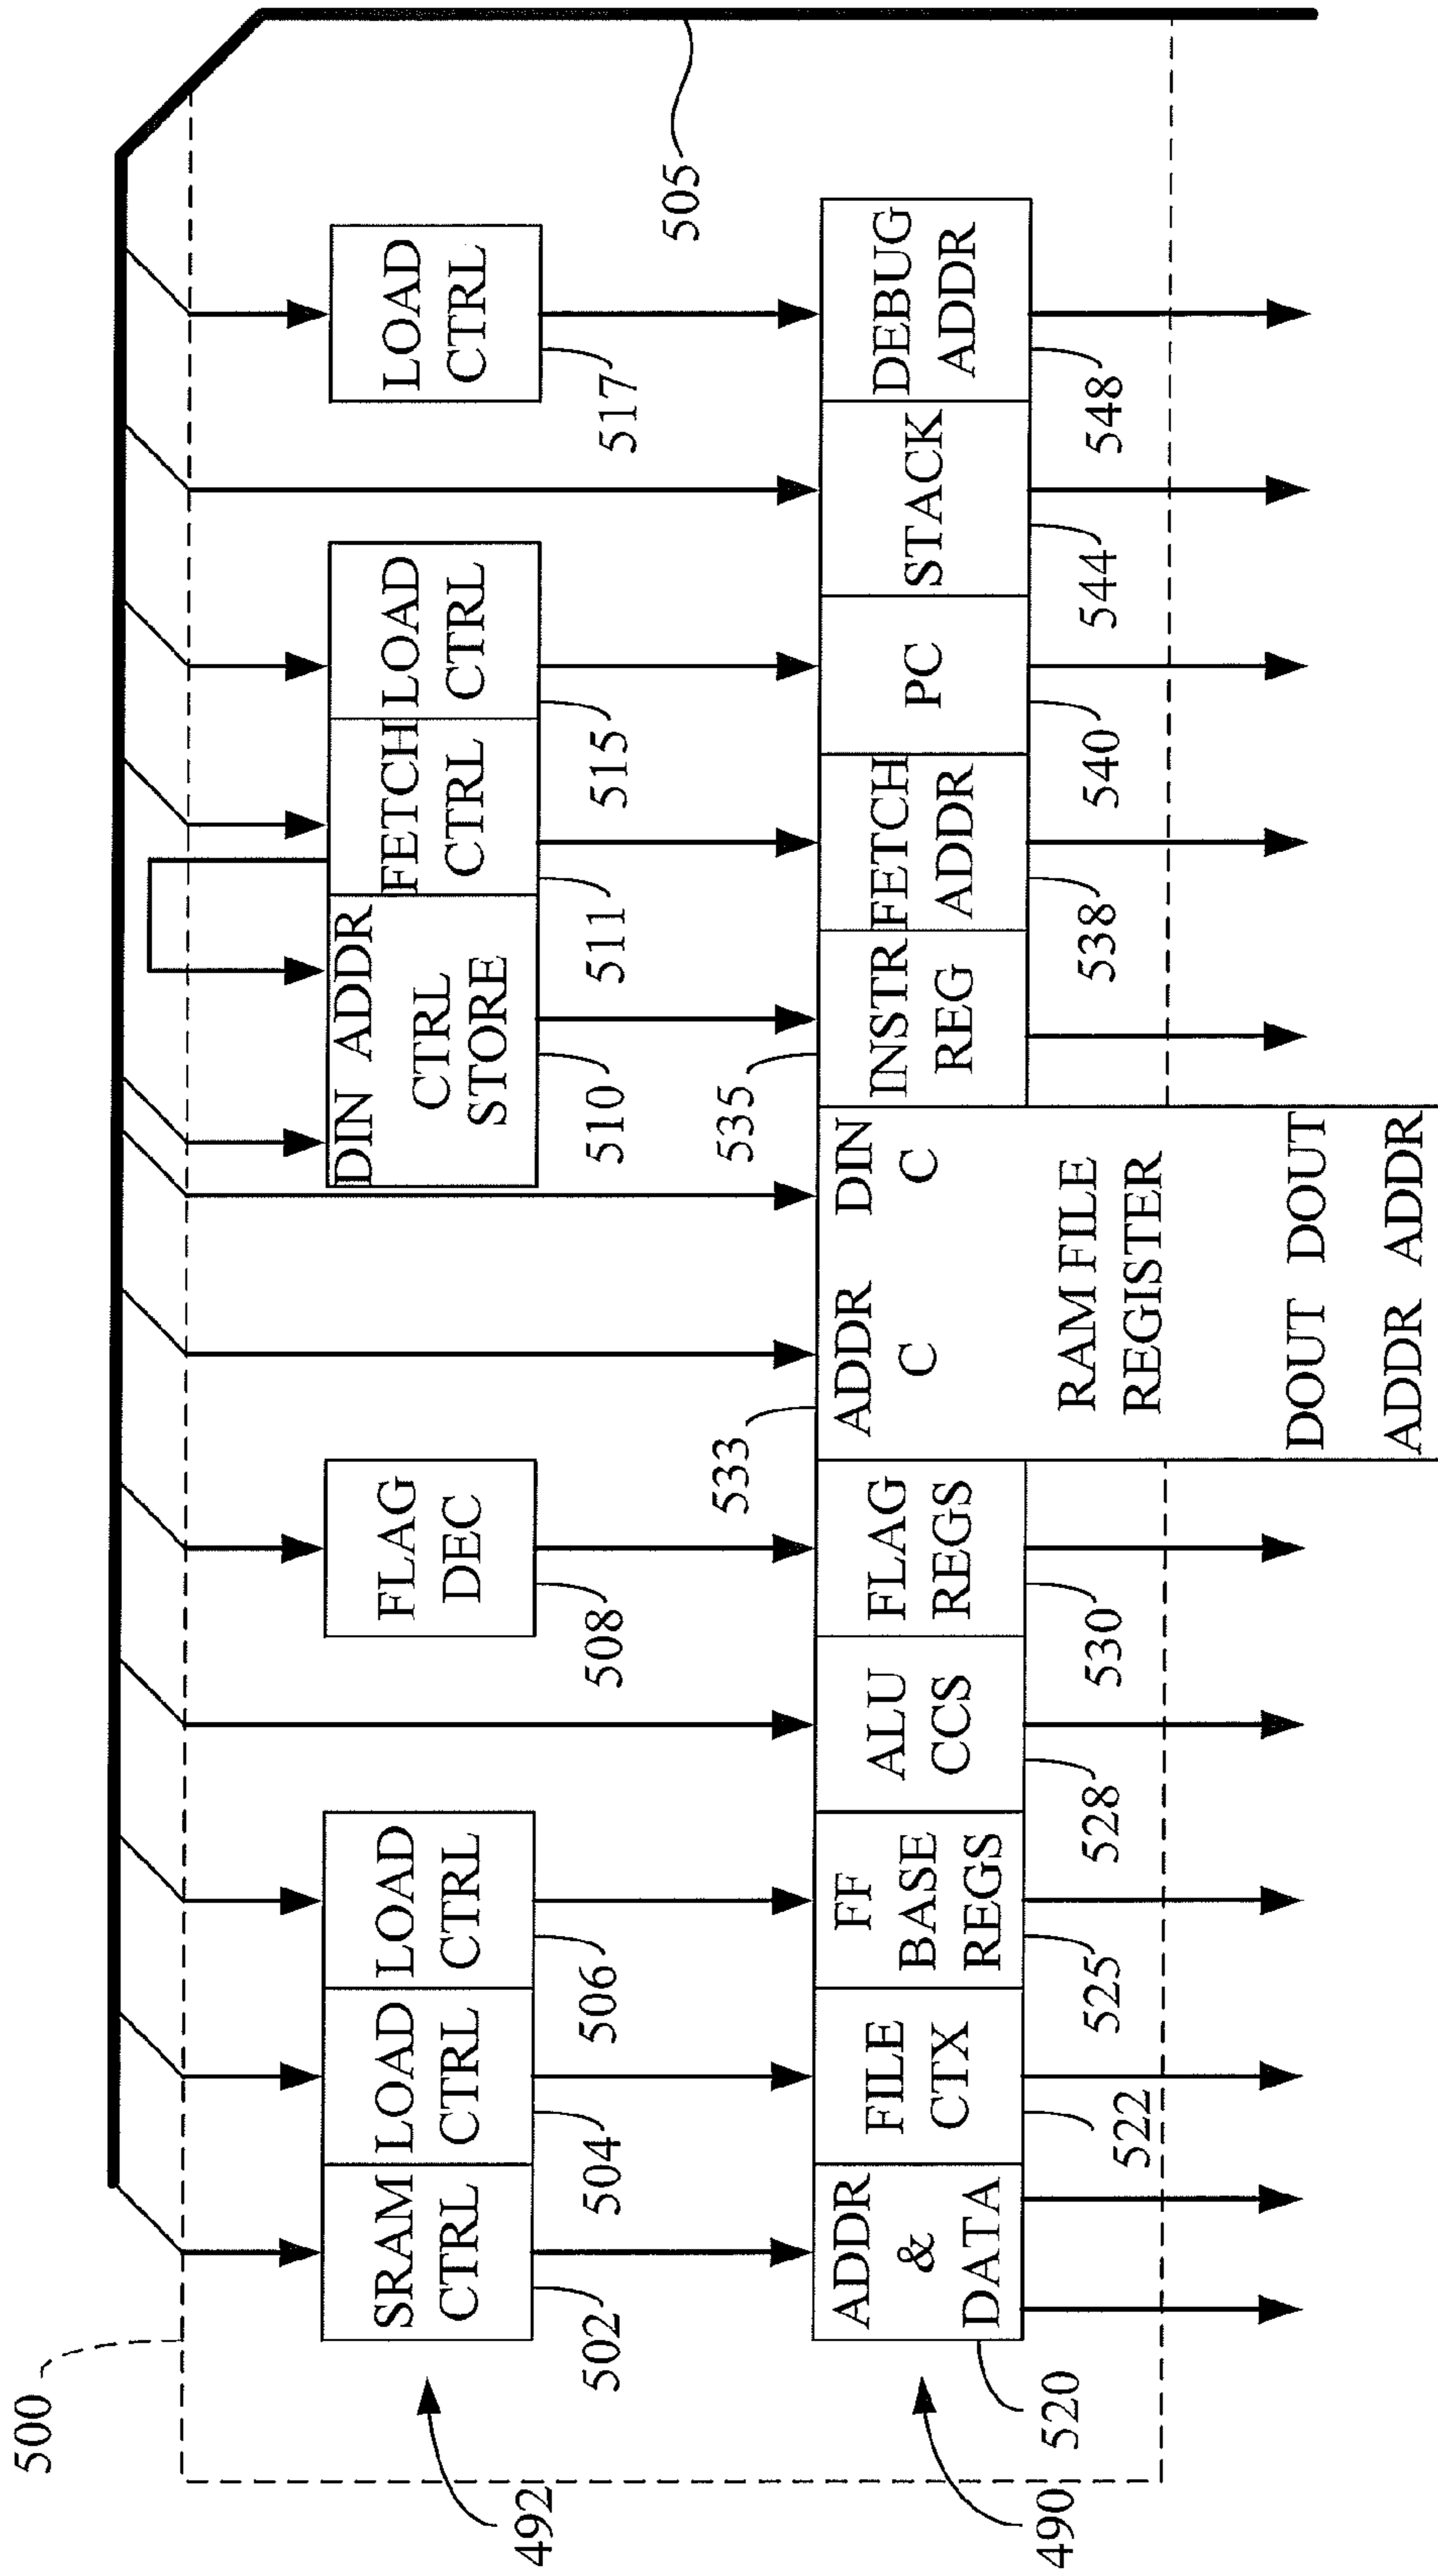 500
492
SRAM
CTRL
502
LOAD
CTRL
504
LOAD
CTRL
506
FLAG
DEC
508
DIN ADDR
CTRL
STORE
510
FETCH
CTRL
511
LOAD
CTRL
515
LOAD
CTRL
517
505
490
ADDR
&
DATA
520
FILE
CTX
522
FF
BASE
REGS
525
ALU
CCS
528
FLAG
REGS
530
533
ADDR DIN
C C
RAM FILE
REGISTER
DOUT DOUT
ADDR ADDR
535
INSTR
REG
FETCH
ADDR
538
PC
540
STACK
544
DEBUG
ADDR
548